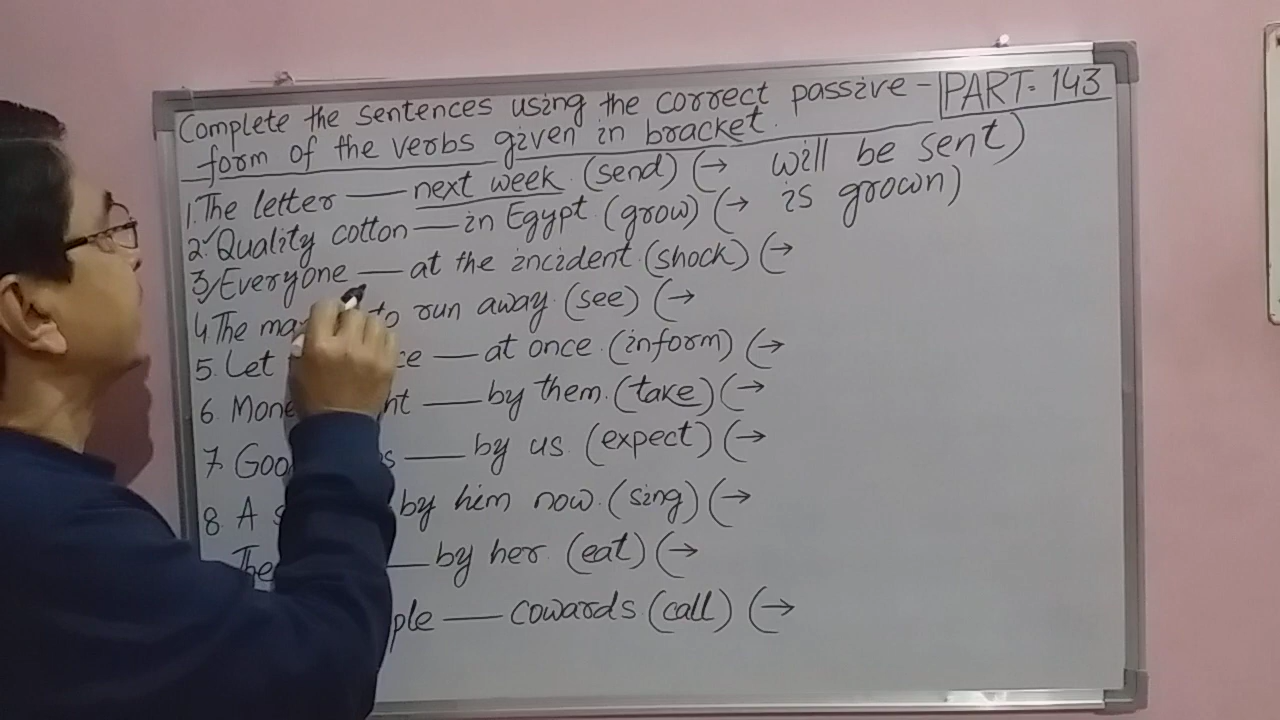 Complete the sentences using the correct passive - PART- 143
form of the verbs given in bracket.
1. The letter — next week. (send) (→ will be sent)
2. Quality cotton — in Egypt. (grow) (→ is grown)
3. Everyone — at the incident. (shock) (→
4. The to run away. (see) (→
5. Let — at once. (inform) (→
6. — by them. (take) (→
7. — by us. (expect) (→
8. A by him now. (sing) (→
The — by her. (eat) (→
— cowards (call) (→